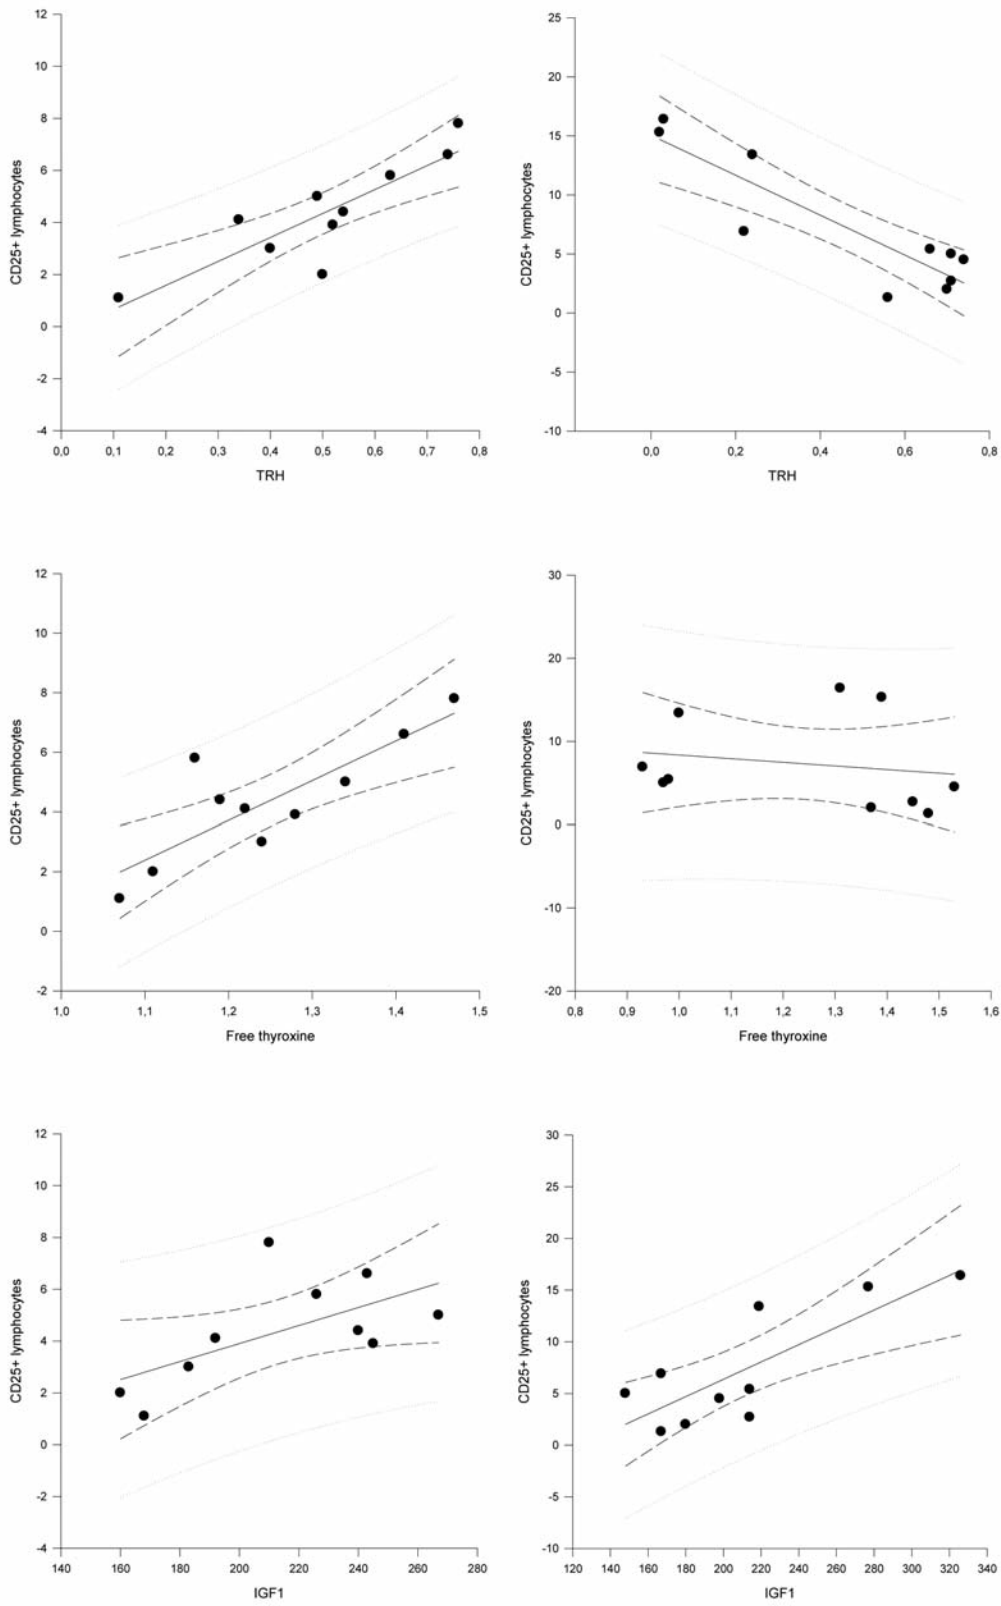 12
10
8
6
4
2
0
-2
-4
CD25+ lymphocytes
0,0 0,1 0,2 0,3 0,4 0,5 0,6 0,7 0,8
TRH
25
20
15
10
5
0
-5
-10
CD25+ lymphocytes
0,0 0,2 0,4 0,6 0,8
TRH
12
10
8
6
4
2
0
-2
CD25+ lymphocytes
1,0 1,1 1,2 1,3 1,4 1,5
Free thyroxine
30
20
10
0
-10
-20
CD25+ lymphocytes
0,8 0,9 1,0 1,1 1,2 1,3 1,4 1,5 1,6
Free thyroxine
12
10
8
6
4
2
0
-2
-4
CD25+ lymphocytes
140 160 180 200 220 240 260 280
IGF1
30
25
20
15
10
5
0
-5
-10
CD25+ lymphocytes
120 140 160 180 200 220 240 260 280 300 320 340
IGF1